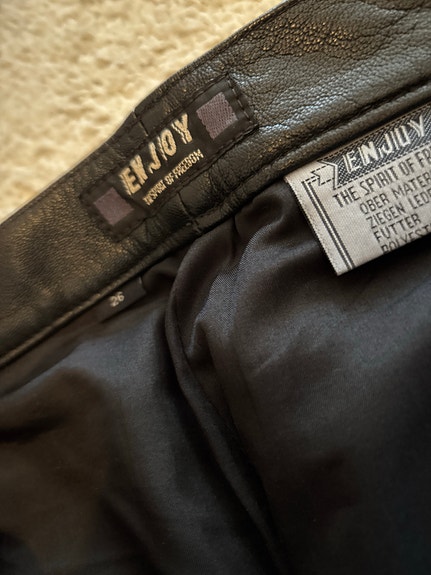 ENJOY
THE SPIRIT OF FREEDOM
26
ENJOY
THE SPIRIT OF FR
OBER MATER
ZIEGEN LED
FUTTER
POLYEST